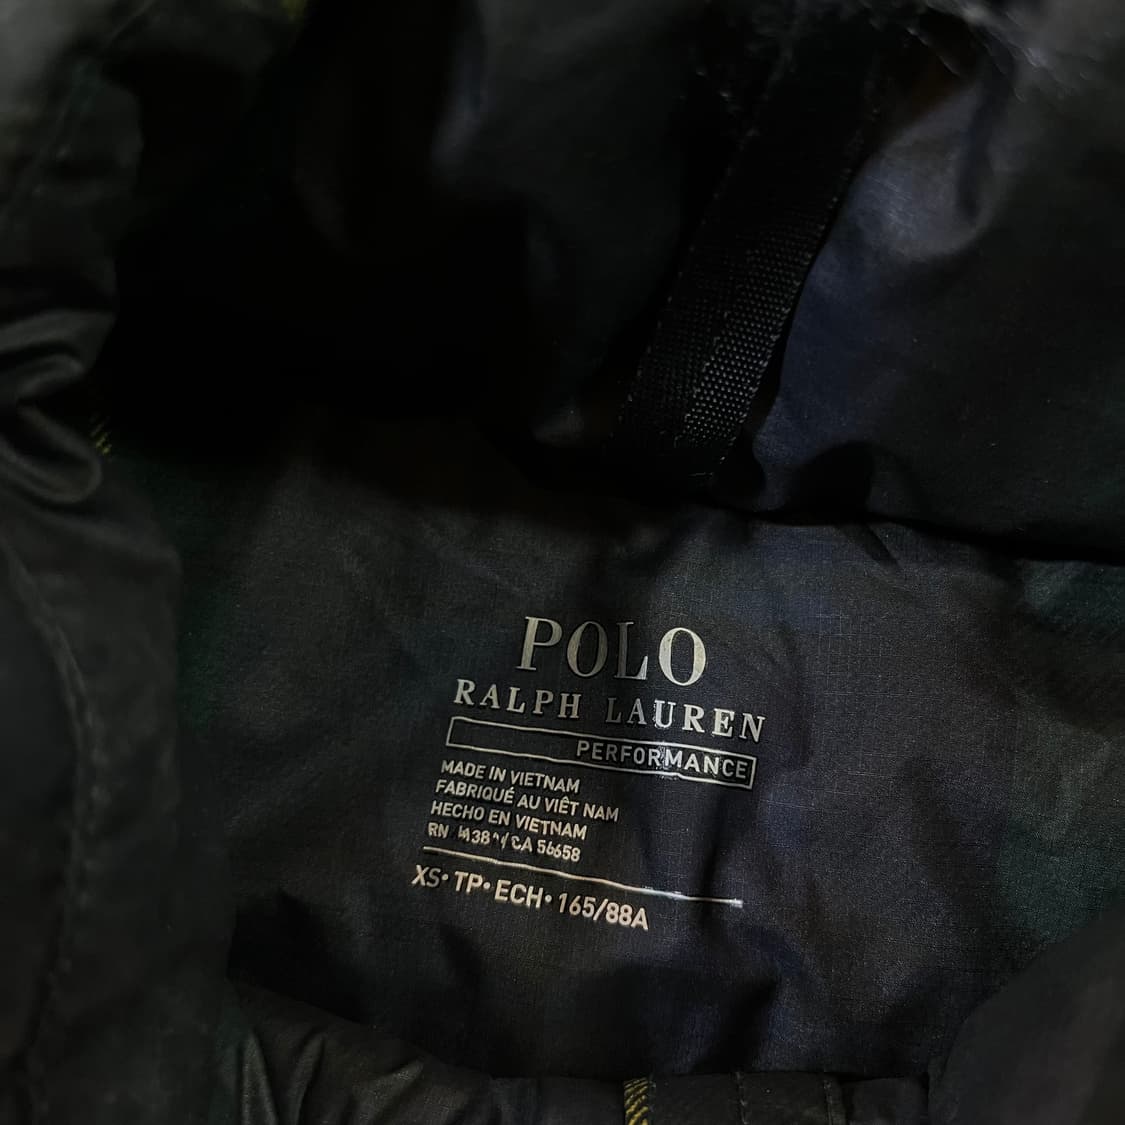 POLO
RALPH LAUREN
PERFORMANCE
MADE IN VIETNAM
FABRIQUÉ AU VIÊT NAM
HECHO EN VIETNAM
RN CA 56658
XS • TP • ECH • 165/88A